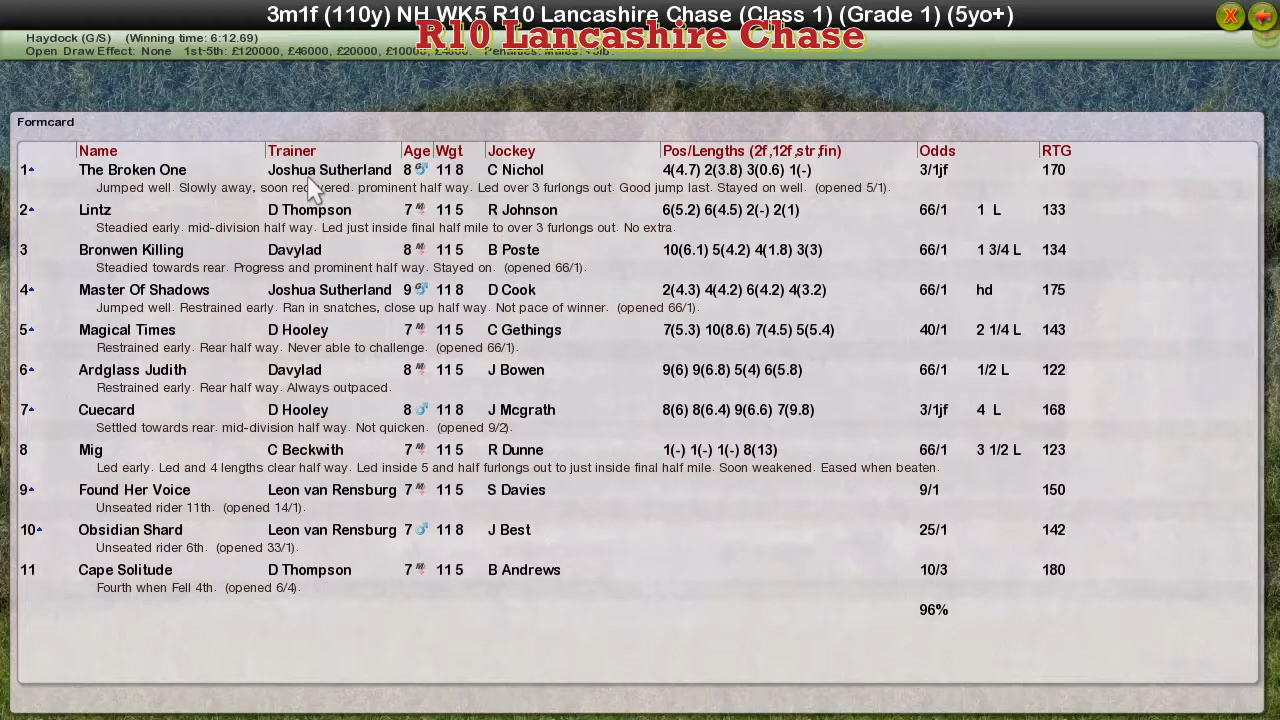 3m1f (110y) NH WK5 R10 Lancashire Chase (Class 1) (Grade 1) (5yo+)
R10 Lancashire Chase
Haydock (G/S) (Winning time: 6:12.69)
Open Draw Effect: None 1st-5th: £120000, £46000, £20000, £10000, Penalties: Males: +3lb.
Formcard
Name Trainer Age Wgt Jockey Pos/Lengths (2f,12f,str,fin) Odds RTG
1 The Broken One Joshua Sutherland 8 11 8 C Nichol 4(4.7) 2(3.8) 3(0.6) 1(-) 3/1jf 170
Jumped well. Slowly away, soon recovered. prominent half way. Led over 3 furlongs out. Good jump last. Stayed on well. (opened 5/1).
2 Lintz D Thompson 7 11 5 R Johnson 6(5.2) 6(4.5) 2(-) 2(1) 66/1 1 L 133
Steadied early. mid-division half way. Led just inside final half mile to over 3 furlongs out. No extra.
3 Bronwen Killing Davylad 8 11 5 B Poste 10(6.1) 5(4.2) 4(1.8) 3(3) 66/1 1 3/4 L 134
Steadied towards rear. Progress and prominent half way. Stayed on. (opened 66/1).
4 Master Of Shadows Joshua Sutherland 9 11 8 D Cook 2(4.3) 4(4.2) 6(4.2) 4(3.2) 66/1 hd 175
Jumped well. Restrained early. Ran in snatches, close up half way. Not pace of winner. (opened 66/1).
5 Magical Times D Hooley 7 11 5 C Gethings 7(5.3) 10(8.6) 7(4.5) 5(5.4) 40/1 2 1/4 L 143
Restrained early. Rear half way. Never able to challenge. (opened 66/1).
6 Ardglass Judith Davylad 8 11 5 J Bowen 9(6) 9(6.8) 5(4) 6(5.8) 66/1 1/2 L 122
Restrained early. Rear half way. Always outpaced.
7 Cuecard D Hooley 8 11 8 J Mcgrath 8(6) 8(6.4) 9(6.6) 7(9.8) 3/1jf 4 L 168
Settled towards rear. mid-division half way. Not quicken. (opened 9/2).
8 Mig C Beckwith 7 11 5 R Dunne 1(-) 1(-) 1(-) 8(13) 66/1 3 1/2 L 123
Led early. Led and 4 lengths clear half way. Led inside 5 and half furlongs out to just inside final half mile. Soon weakened. Eased when beaten.
9 Found Her Voice Leon van Rensburg 7 11 5 S Davies 9/1 150
Unseated rider 11th. (opened 14/1).
10 Obsidian Shard Leon van Rensburg 7 11 8 J Best 25/1 142
Unseated rider 6th. (opened 33/1).
11 Cape Solitude D Thompson 7 11 5 B Andrews 10/3 180
Fourth when Fell 4th. (opened 6/4).
96%